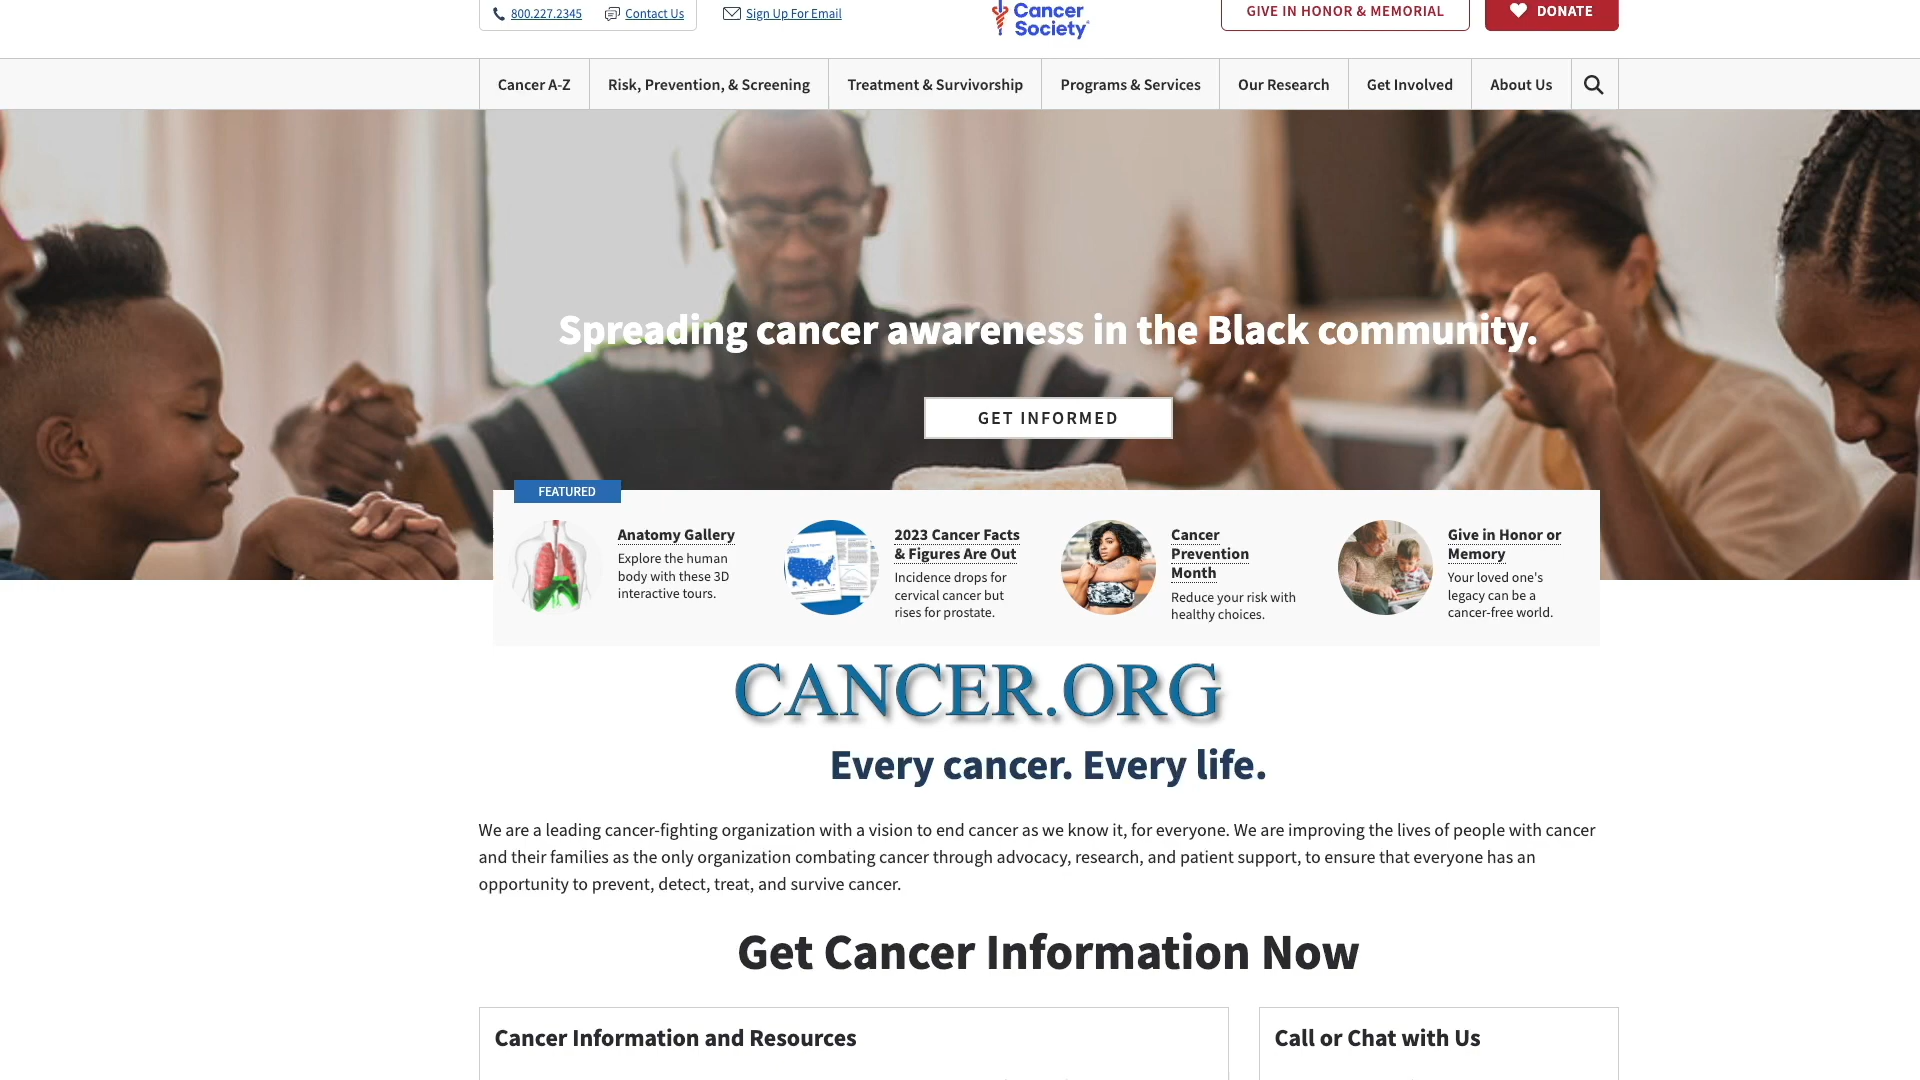 800.227.2345
Contact Us
Sign Up For Email
Cancer
Society
GIVE IN HONOR & MEMORIAL
DONATE
Cancer A-Z
Risk, Prevention, & Screening
Treatment & Survivorship
Programs & Services
Our Research
Get Involved
About Us
Spreading cancer awareness in the Black community.
GET INFORMED
FEATURED
Anatomy Gallery
Explore the human
body with these 3D
interactive tours.
2023 Cancer Facts
& Figures Are Out
Incidence drops for
cervical cancer but
rises for prostate.
Cancer
Prevention
Month
Reduce your risk with
healthy choices.
Give in Honor or
Memory
Your loved one's
legacy can be a
cancer-free world.
CANCER.ORG
Every cancer. Every life.
We are a leading cancer-fighting organization with a vision to end cancer as we know it, for everyone. We are improving the lives of people with cancer
and their families as the only organization combating cancer through advocacy, research, and patient support, to ensure that everyone has an
opportunity to prevent, detect, treat, and survive cancer.
Get Cancer Information Now
Cancer Information and Resources
Call or Chat with Us